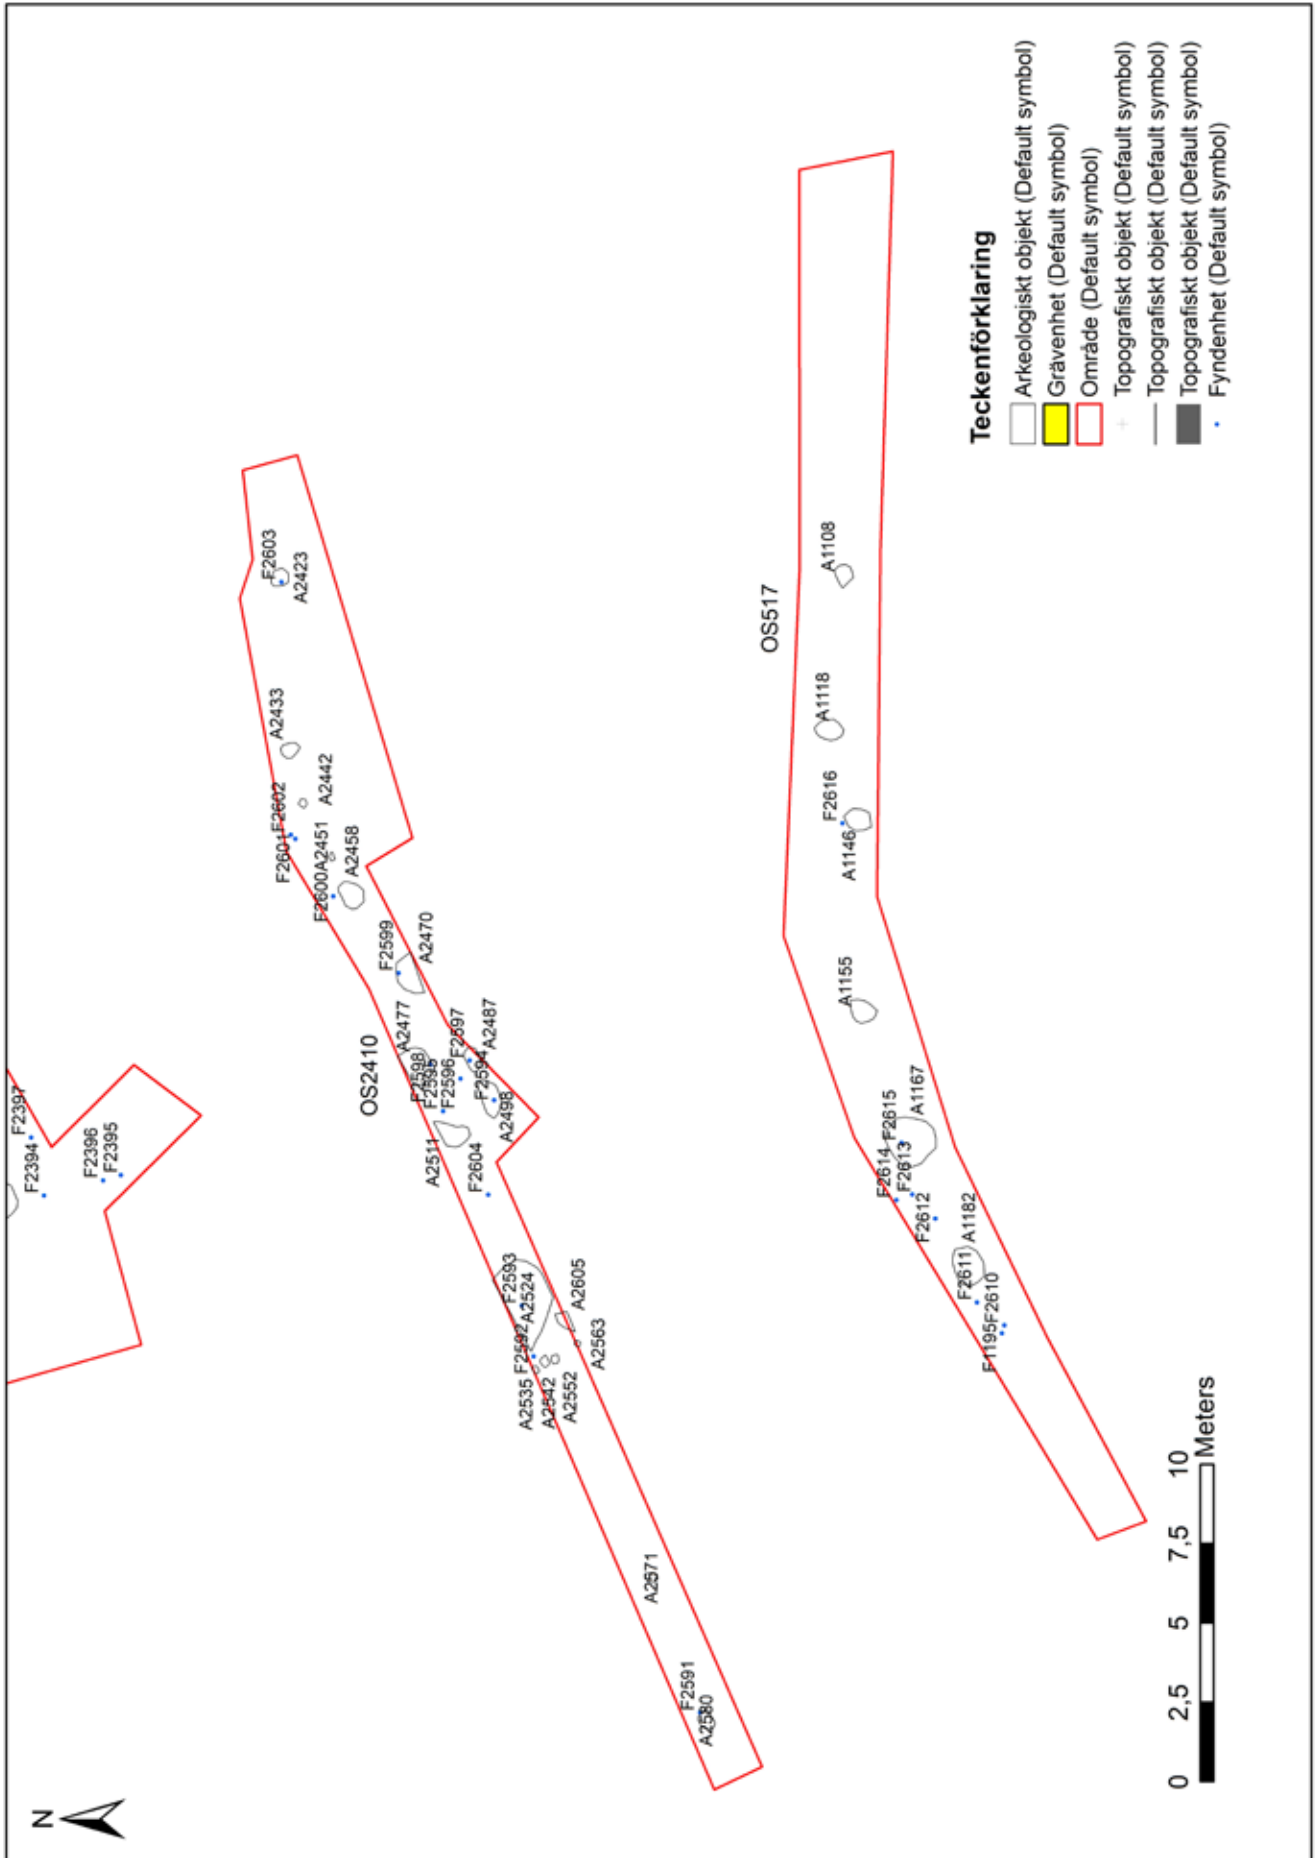 N
F2397
F2394
F2396
F2395
F2603
A2423
A2433
F2602
F2601
A2442
A2451
F2600
A2458
F2599
A2470
OS2410
A2477
F2598
F2595
F2596
F2597
A2487
F2594
A2498
A2511
F2604
F2593
A2524
F2592
A2605
A2563
A2535
A2542
A2552
A2571
F2591
A2580
OS517
A1108
A1118
F2616
A1146
A1155
F2615
A1167
F2614
F2613
F2612
A1182
F2611
F2610
F1195
Teckenförklaring
Arkeologiskt objekt (Default symbol)
Grävenhet (Default symbol)
Område (Default symbol)
Topografiskt objekt (Default symbol)
Topografiskt objekt (Default symbol)
Topografiskt objekt (Default symbol)
Fyndenhet (Default symbol)
0 2,5 5 7,5 10
Meters